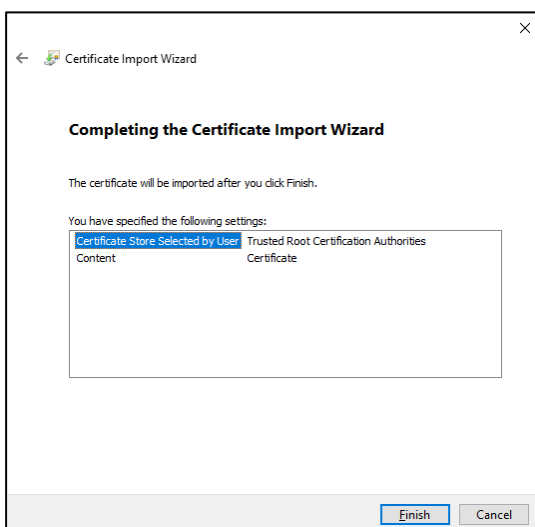 Certificate Import Wizard
Completing the Certificate Import Wizard
The certificate will be imported after you click Finish.
You have specified the following settings:
Certificate Store Selected by User Trusted Root Certification Authorities
Content Certificate
Finish Cancel